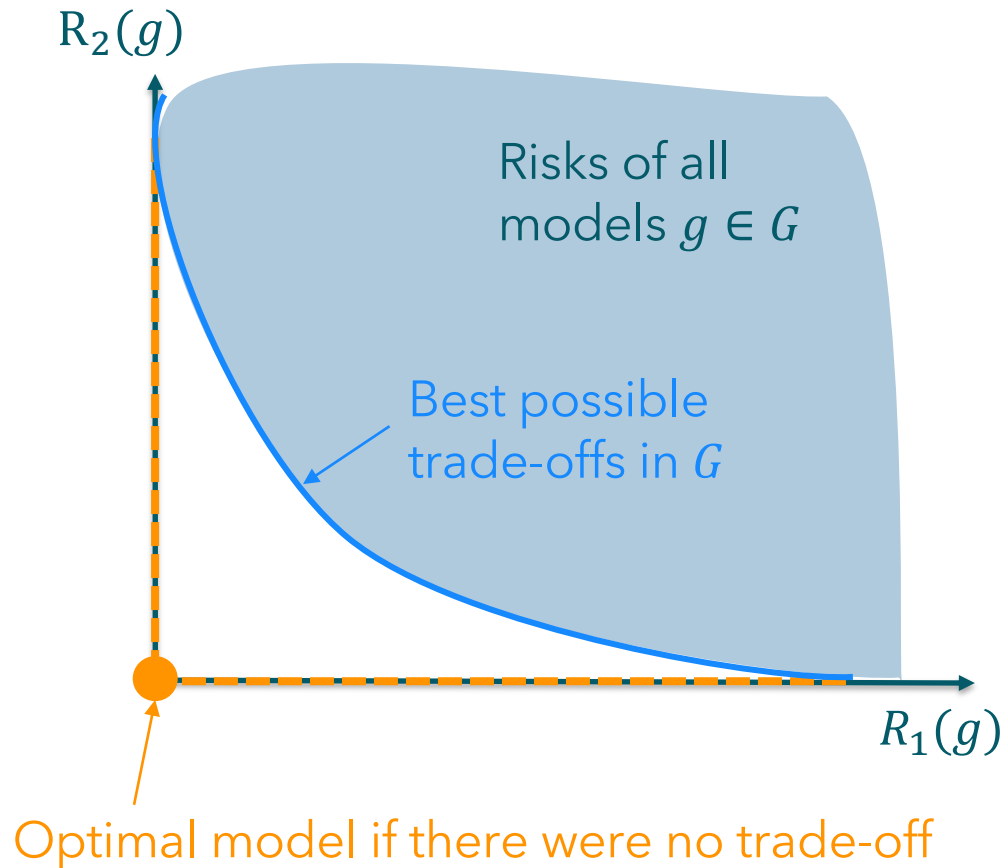 R₂(g)
Risks of all
models g ∈ G
Best possible
trade-offs in G
R₁(g)
Optimal model if there were no trade-off